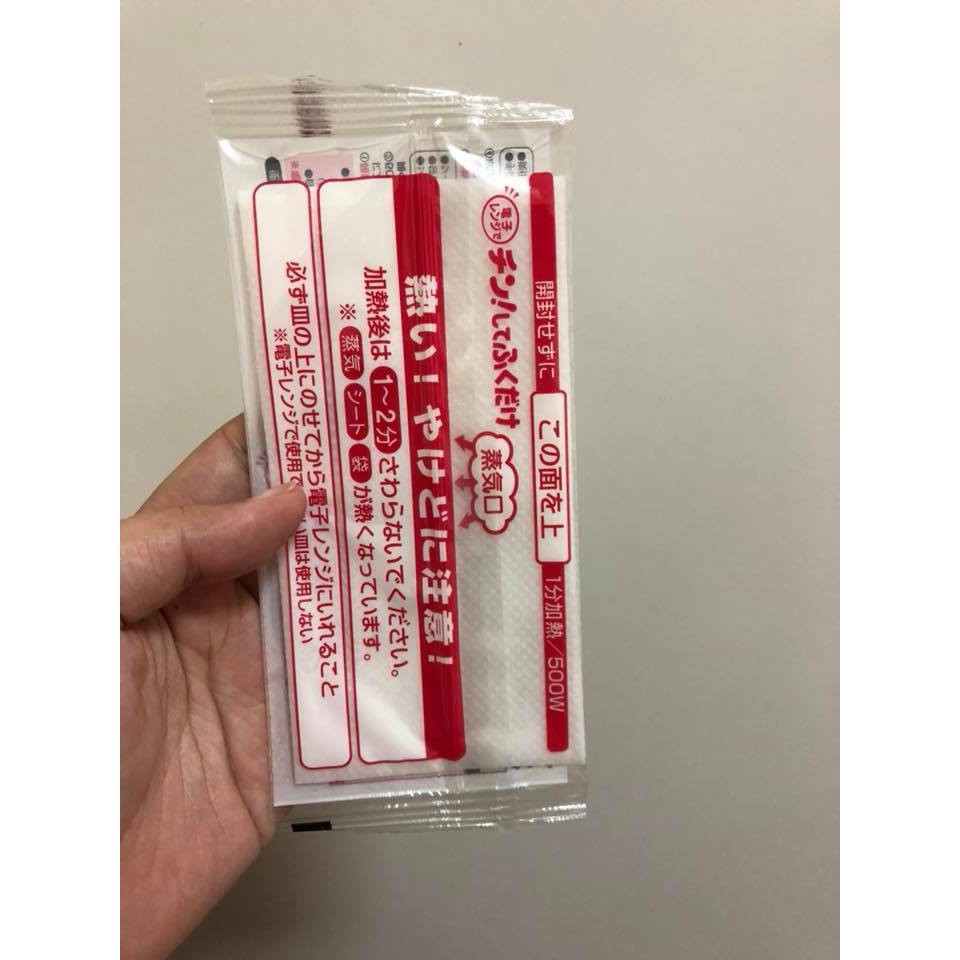 開封せずに この面を上 1分加熱/500W
電子
レンジで
チン!してふくだけ
蒸気口
熱い! やけどに注意!
加熱後は 1~2分 さわらないでください。
※ 蒸気 シート 袋 が熱くなっています。
必ず皿の上にのせてから電子レンジにいれること
※電子レンジで使用で い皿は使用しない